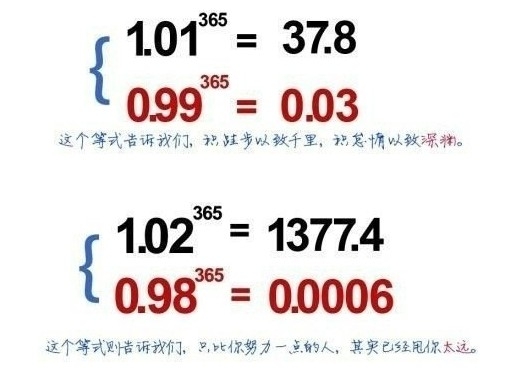 1.01^365 = 37.8
0.99^365 = 0.03
这个等式告诉我们，积跬步以致千里，积怠惰以致深渊。
1.02^365 = 1377.4
0.98^365 = 0.0006
这个等式则告诉我们，只比你努力一点的人，其实已经甩你太远。